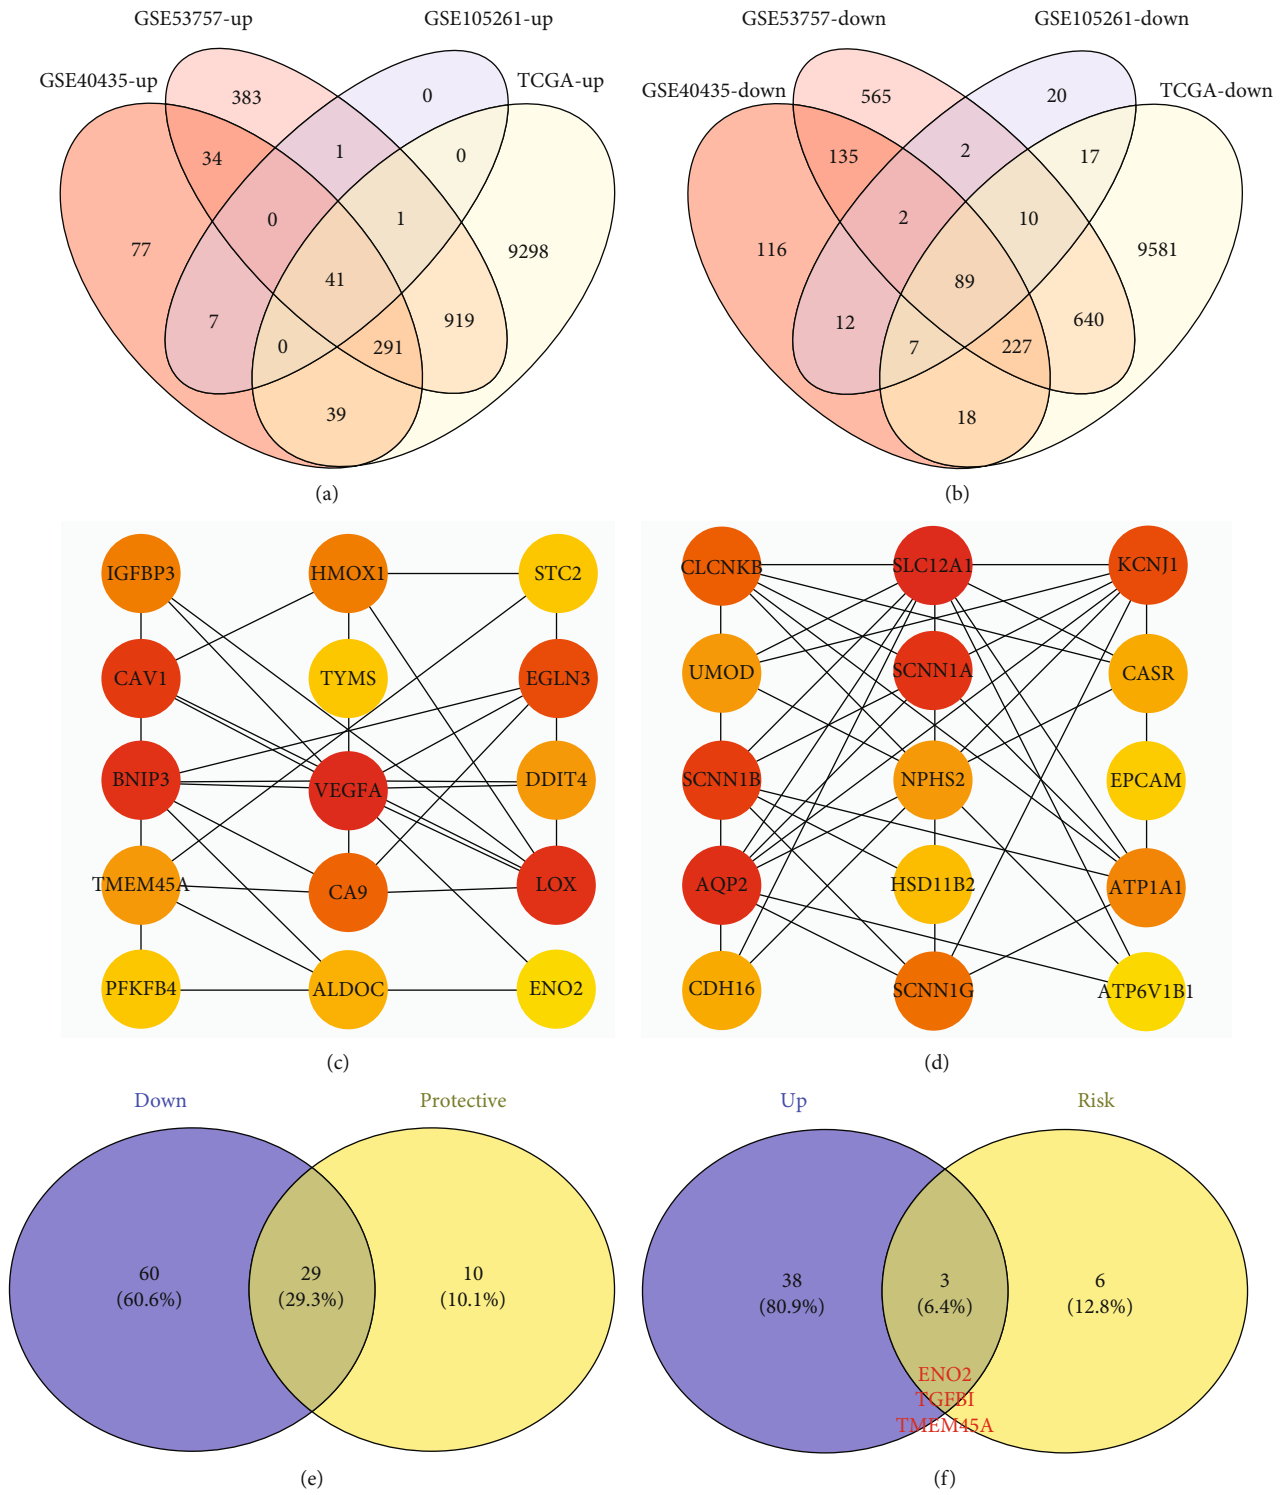 GSE53757-up
GSE105261-up
GSE40435-up
TCGA-up
383
0
34
1
0
77
0
1
9298
41
7
919
0
291
39
(a)
GSE53757-down
GSE105261-down
GSE40435-down
TCGA-down
565
20
135
2
17
116
2
10
9581
89
12
640
7
227
18
(b)
IGFBP3
HMOX1
STC2
CAV1
TYMS
EGLN3
BNIP3
VEGFA
DDIT4
TMEM45A
CA9
LOX
PFKFB4
ALDOC
ENO2
(c)
CLCNKB
SLC12A1
KCNJ1
UMOD
SCNN1A
CASR
SCNN1B
NPHS2
EPCAM
AQP2
HSD11B2
ATP1A1
CDH16
SCNN1G
ATP6V1B1
(d)
Down
Protective
60
(60.6%)
29
(29.3%)
10
(10.1%)
(e)
Up
Risk
38
(80.9%)
3
(6.4%)
6
(12.8%)
ENO2
TGFBI
TMEM45A
(f)